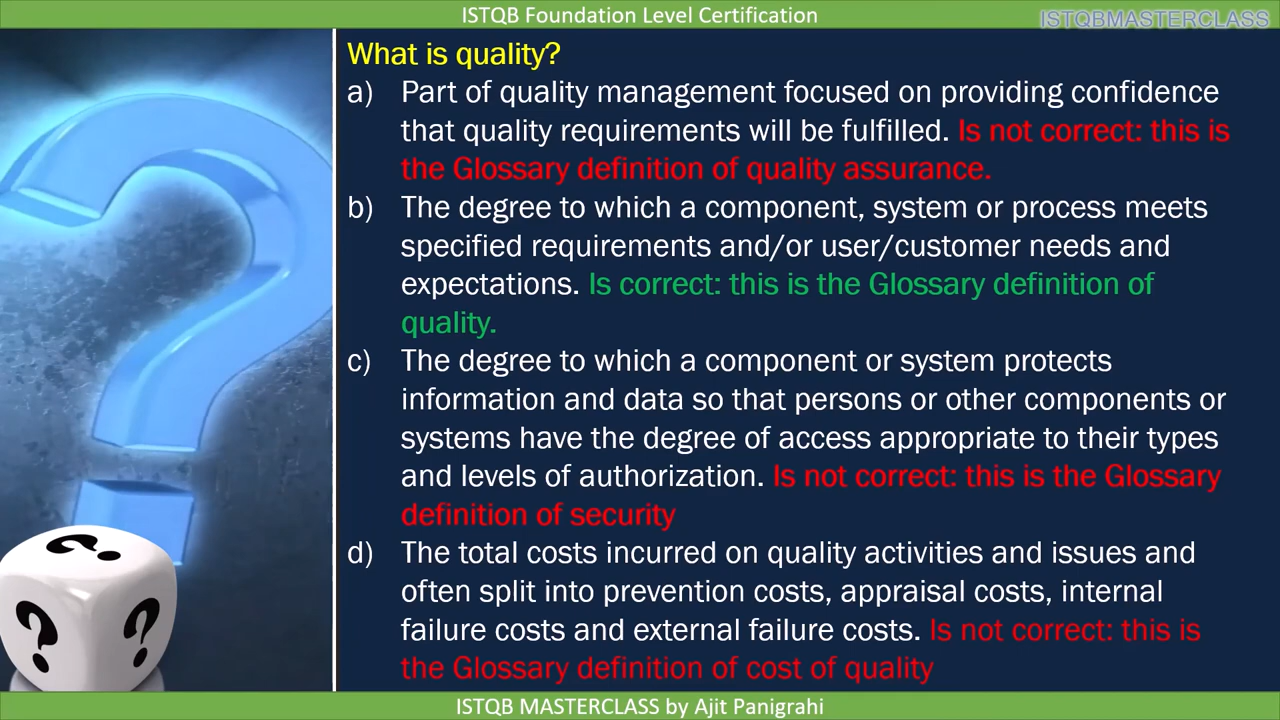 ISTQB Foundation Level Certification
ISTQBMASTERCLASS
What is quality?
a) Part of quality management focused on providing confidence
that quality requirements will be fulfilled. Is not correct: this is
the Glossary definition of quality assurance.
b) The degree to which a component, system or process meets
specified requirements and/or user/customer needs and
expectations. Is correct: this is the Glossary definition of
quality.
c) The degree to which a component or system protects
information and data so that persons or other components or
systems have the degree of access appropriate to their types
and levels of authorization. Is not correct: this is the Glossary
definition of security
d) The total costs incurred on quality activities and issues and
often split into prevention costs, appraisal costs, internal
failure costs and external failure costs. Is not correct: this is
the Glossary definition of cost of quality
? ? ?
ISTQB MASTERCLASS by Ajit Panigrahi